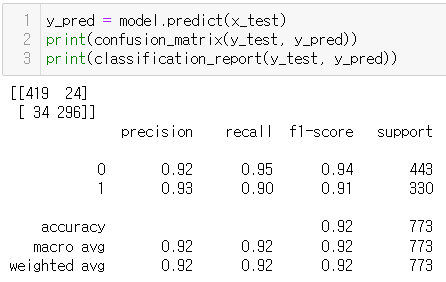 1 y_pred = model.predict(x_test)
2 print(confusion_matrix(y_test, y_pred))
3 print(classification_report(y_test, y_pred))
[[419 24]
[ 34 296]]
precision recall f1-score support
0 0.92 0.95 0.94 443
1 0.93 0.90 0.91 330
accuracy 0.92 773
macro avg 0.92 0.92 0.92 773
weighted avg 0.92 0.92 0.92 773